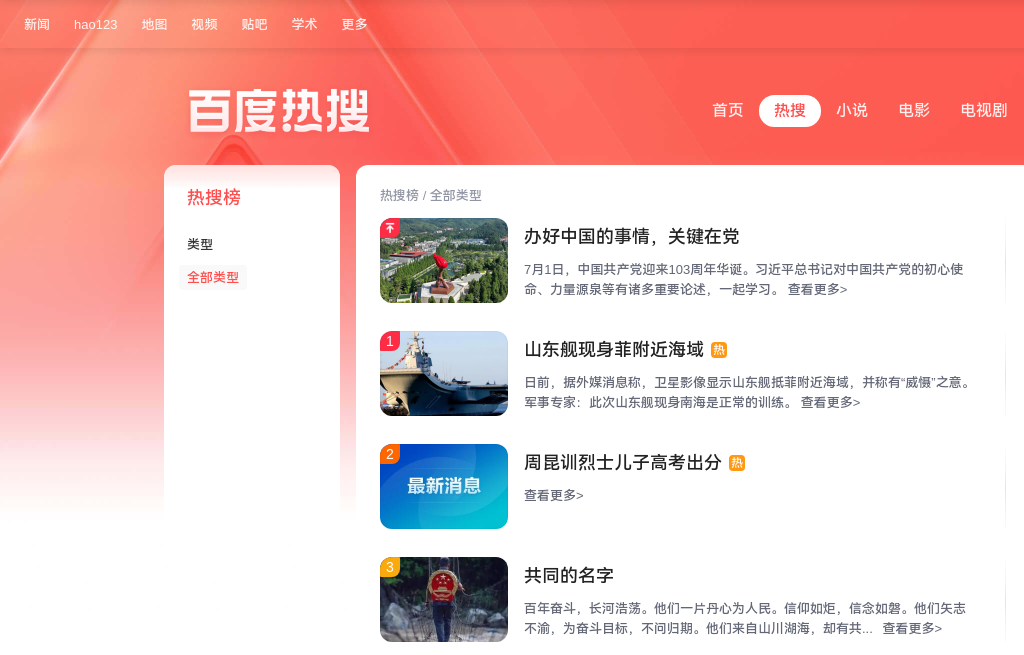 新闻 hao123 地图 视频 贴吧 学术 更多
百度热搜
首页 热搜 小说 电影 电视剧
热搜榜
类型
全部类型
热搜榜 / 全部类型
办好中国的事情，关键在党
7月1日，中国共产党迎来103周年华诞。习近平总书记对中国共产党的初心使
命、力量源泉等有诸多重要论述，一起学习。 查看更多>
1
山东舰现身菲附近海域 热
日前，据外媒消息称，卫星影像显示山东舰抵菲附近海域，并称有“威慑”之意。
军事专家：此次山东舰现身南海是正常的训练。 查看更多>
2
最新消息
周昆训烈士儿子高考出分 热
查看更多>
3
共同的名字
百年奋斗，长河浩荡。他们一片丹心为人民。信仰如炬，信念如磐。他们矢志
不渝，为奋斗目标，不问归期。他们来自山川湖海，却有共... 查看更多>